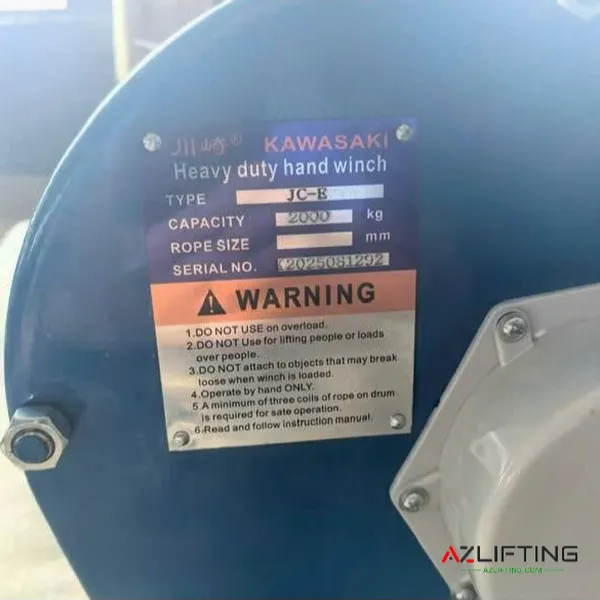 川崎® KAWASAKI
Heavy duty hand winch
TYPE JC-E
CAPACITY 2000 kg
ROPE SIZE mm
SERIAL NO. K2025081292
WARNING
1.DO NOT USE on overload.
2.DO NOT Use for lifting people or loads
over people.
3.DO NOT attach to objects that may break
loose when winch is loaded.
4.Operate by hand ONLY.
5.A minimum of three coils of rope on drum
is required for sate operation.
6.Read and follow instruction manual.
AZLIFTING
AZLIFTING.COM